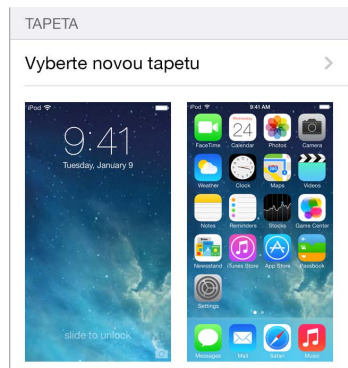 TAPETA
Vyberte novou tapetu
iPod
9:41
Tuesday, January 9
slide to unlock
iPod 9:41 AM
Tuesday
24
FaceTime Calendar Photos Camera
280
Weather Clock Maps Videos
Notes Reminders Stocks Game Center
Newsstand iTunes Store App Store Passbook
Settings
Messages Mail Safari Music